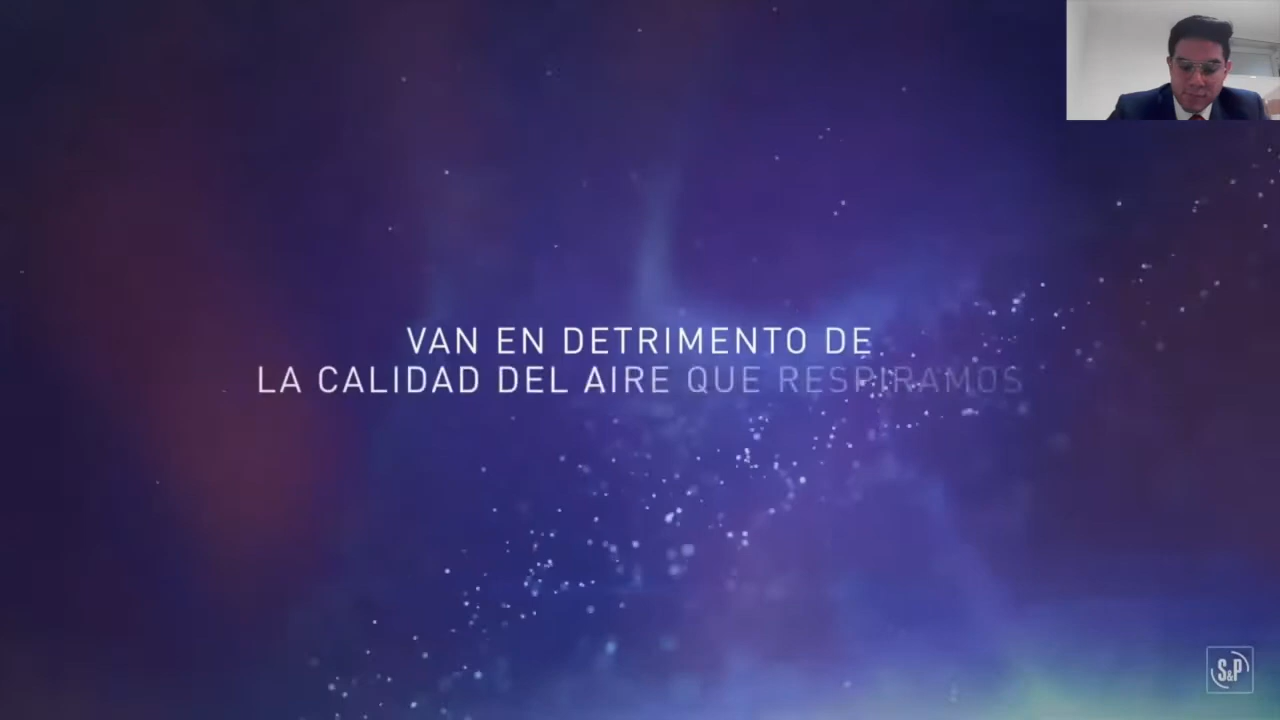 VAN EN DETRIMENTO DE
LA CALIDAD DEL AIRE QUE RESPIRAMOS
S&P